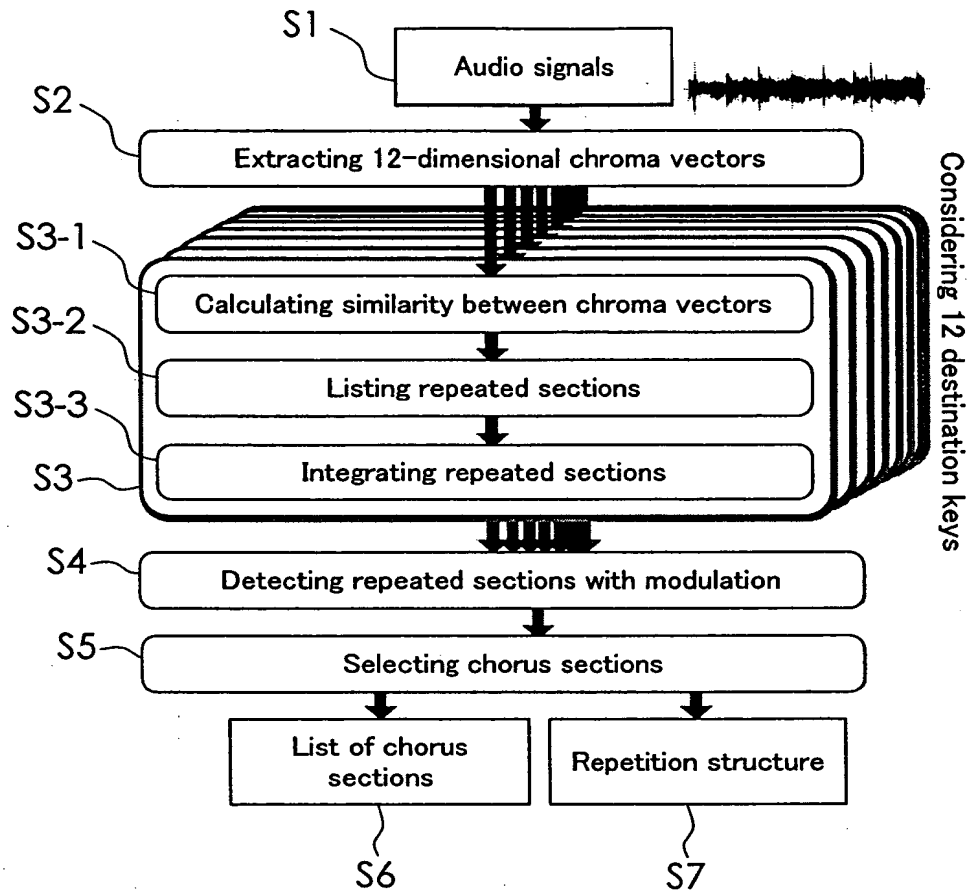 S1
Audio signals
S2
Extracting 12-dimensional chroma vectors
Considering 12 destination keys
S3-1
Calculating similarity between chroma vectors
S3-2
Listing repeated sections
S3-3
Integrating repeated sections
S3
S4
Detecting repeated sections with modulation
S5
Selecting chorus sections
List of chorus
sections
Repetition structure
S6
S7